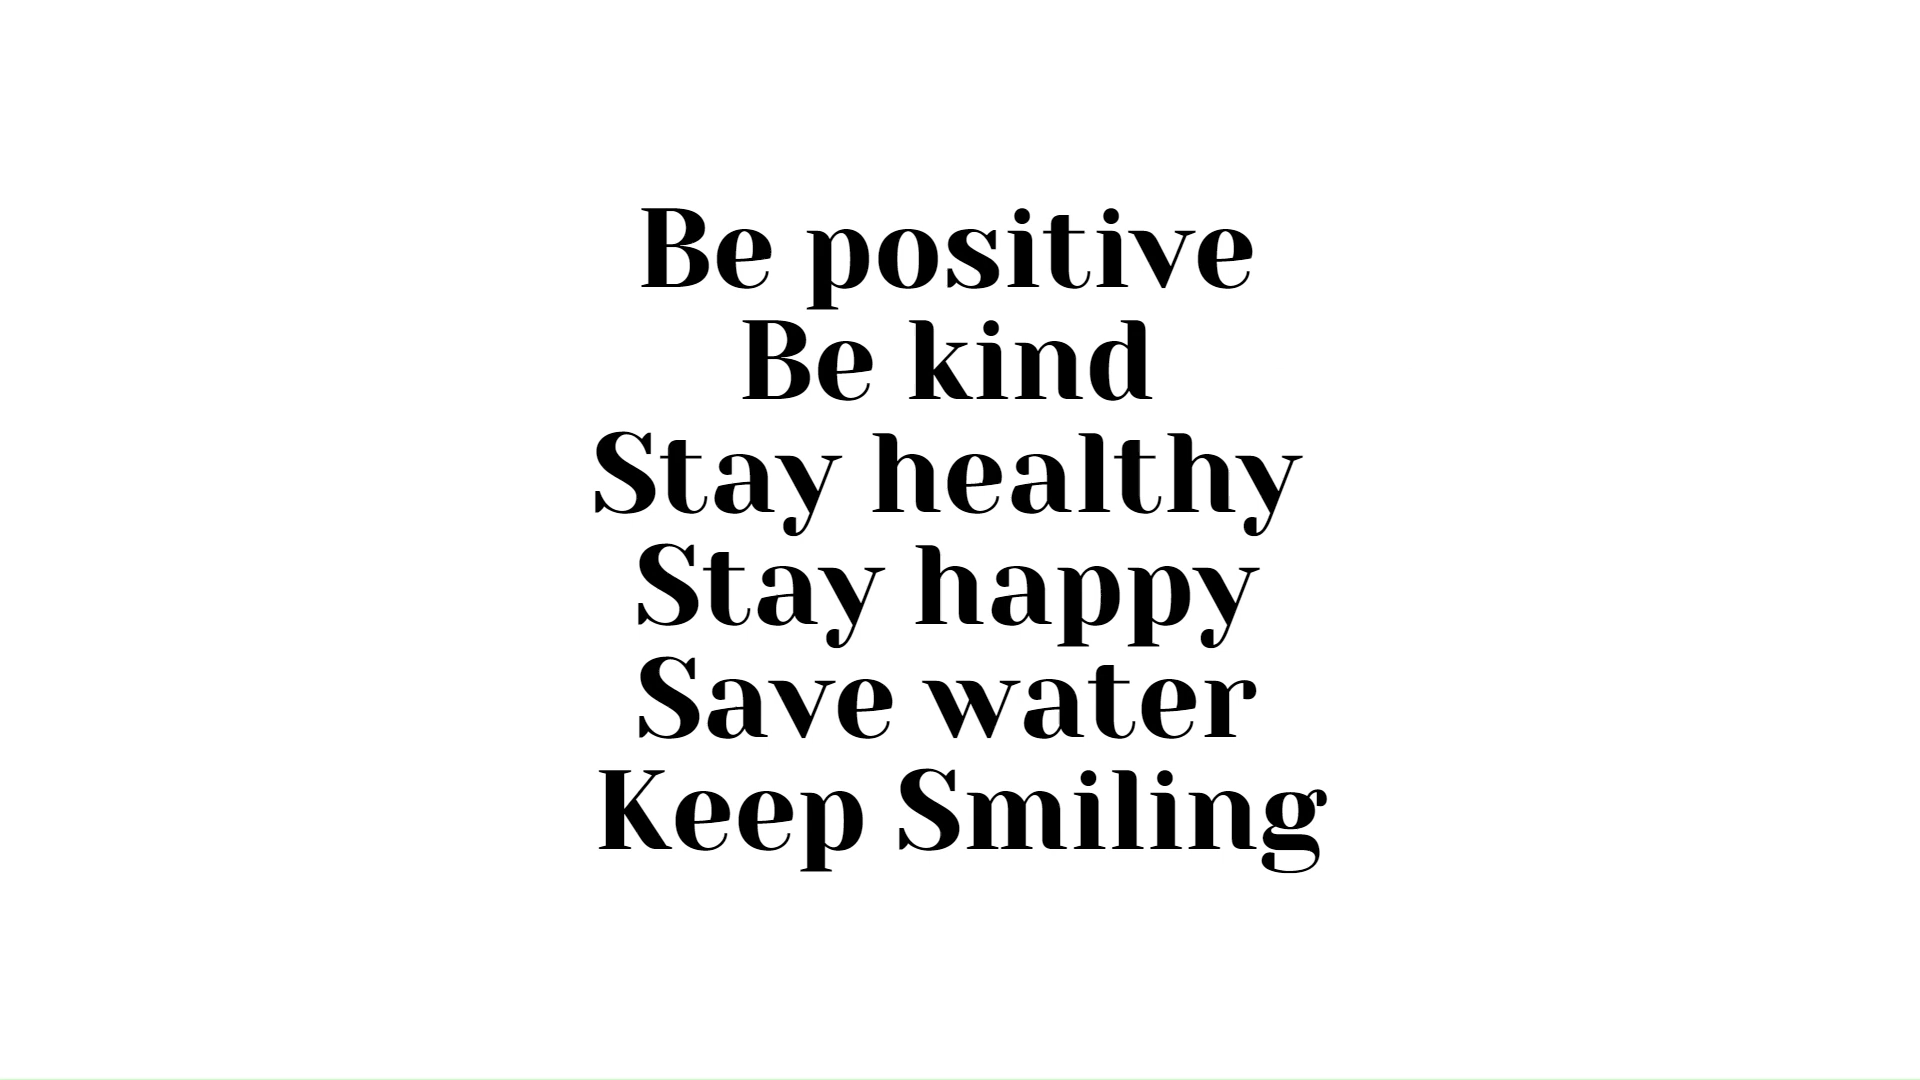 Be positive
Be kind
Stay healthy
Stay happy
Save water
Keep Smiling